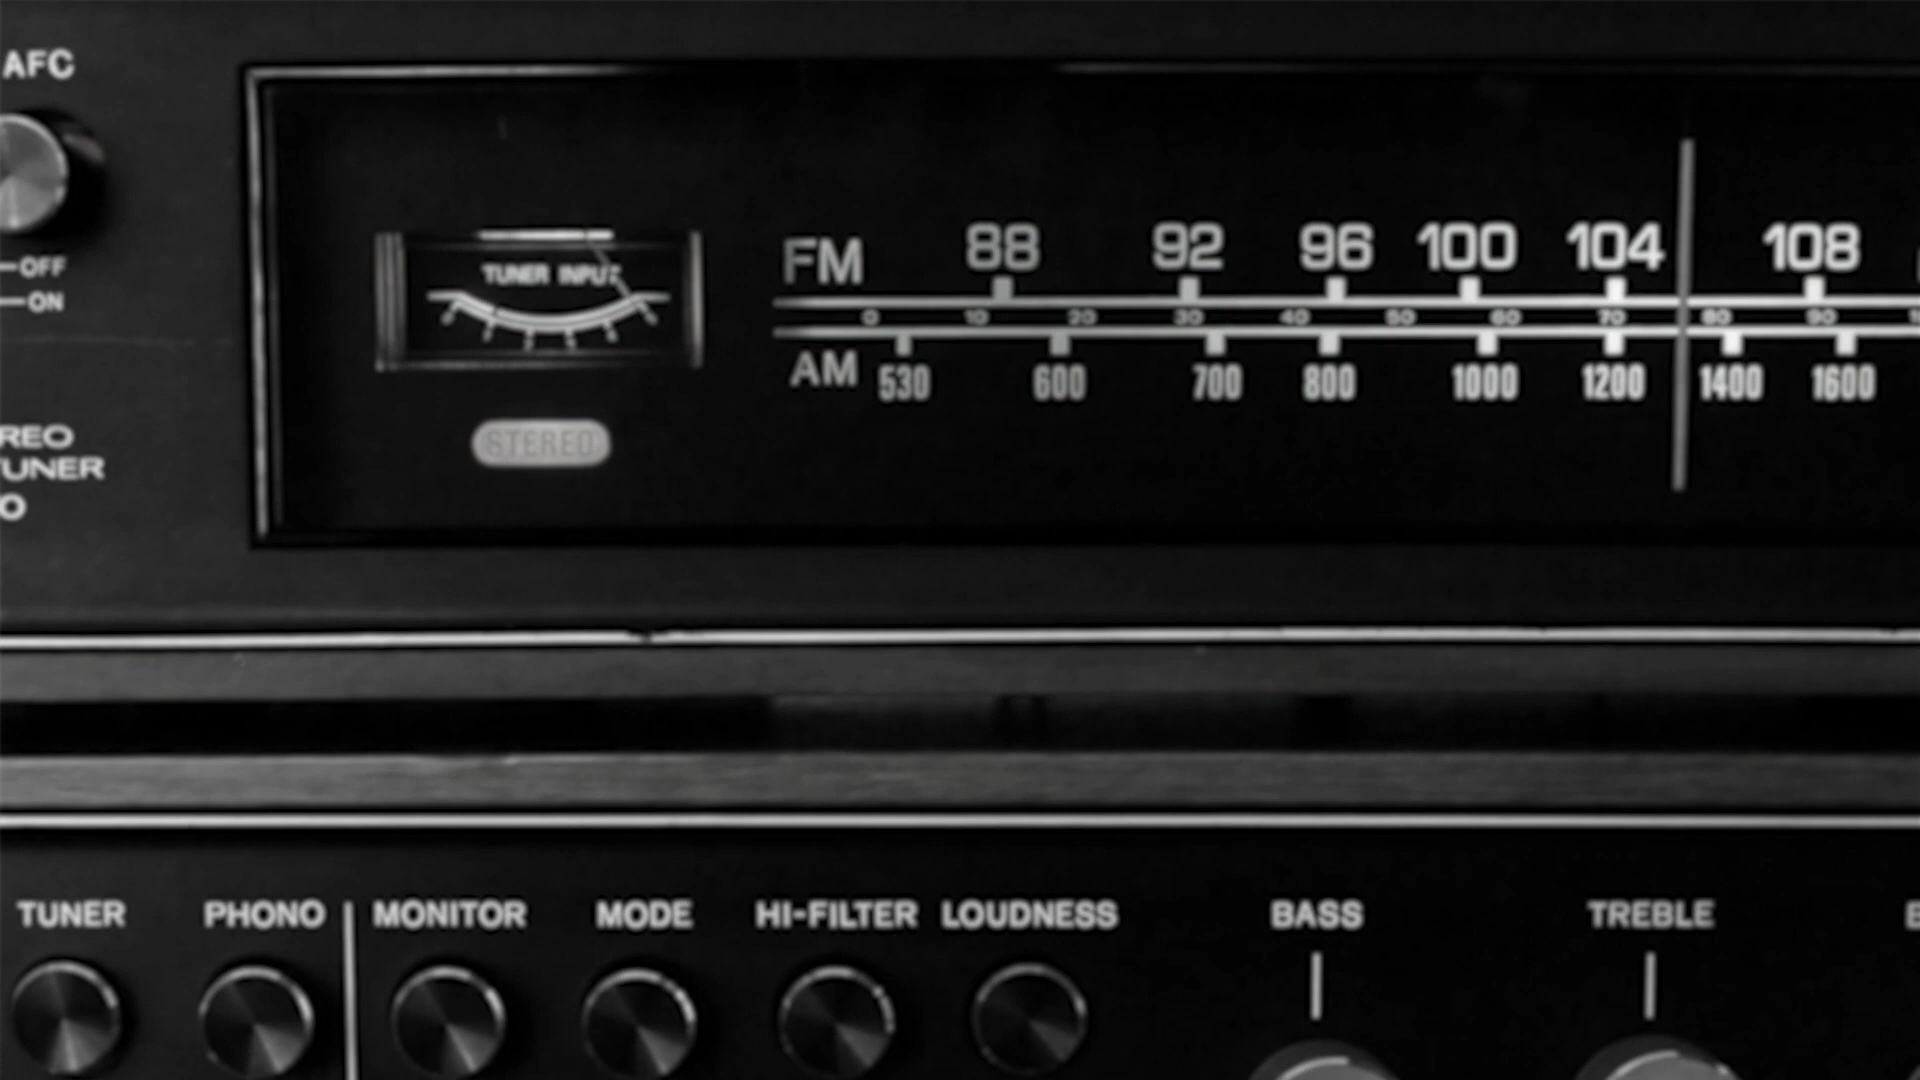 AFC
OFF
ON
REO
TUNER
O
TUNER INPUT
STEREO
FM 88 92 96 100 104 108
0 10 20 30 40 50 60 70 80 90
AM 530 600 700 800 1000 1200 1400 1600
TUNER PHONO MONITOR MODE HI-FILTER LOUDNESS BASS TREBLE